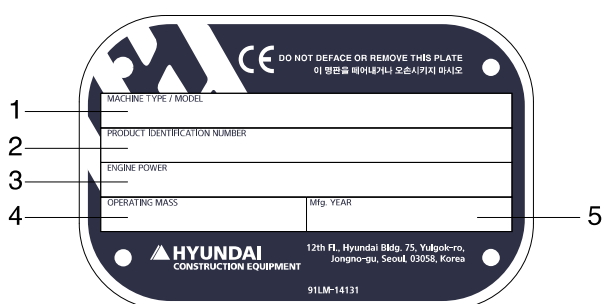 CE DO NOT DEFACE OR REMOVE THIS PLATE
이 명판을 떼어내거나 오손시키지 마시오
1 MACHINE TYPE / MODEL
2 PRODUCT IDENTIFICATION NUMBER
3 ENGINE POWER
4 OPERATING MASS Mfg. YEAR 5
HYUNDAI
CONSTRUCTION EQUIPMENT
12th Fl., Hyundai Bldg. 75, Yulgok-ro,
Jongno-gu, Seoul, 03058, Korea
91LM-14131